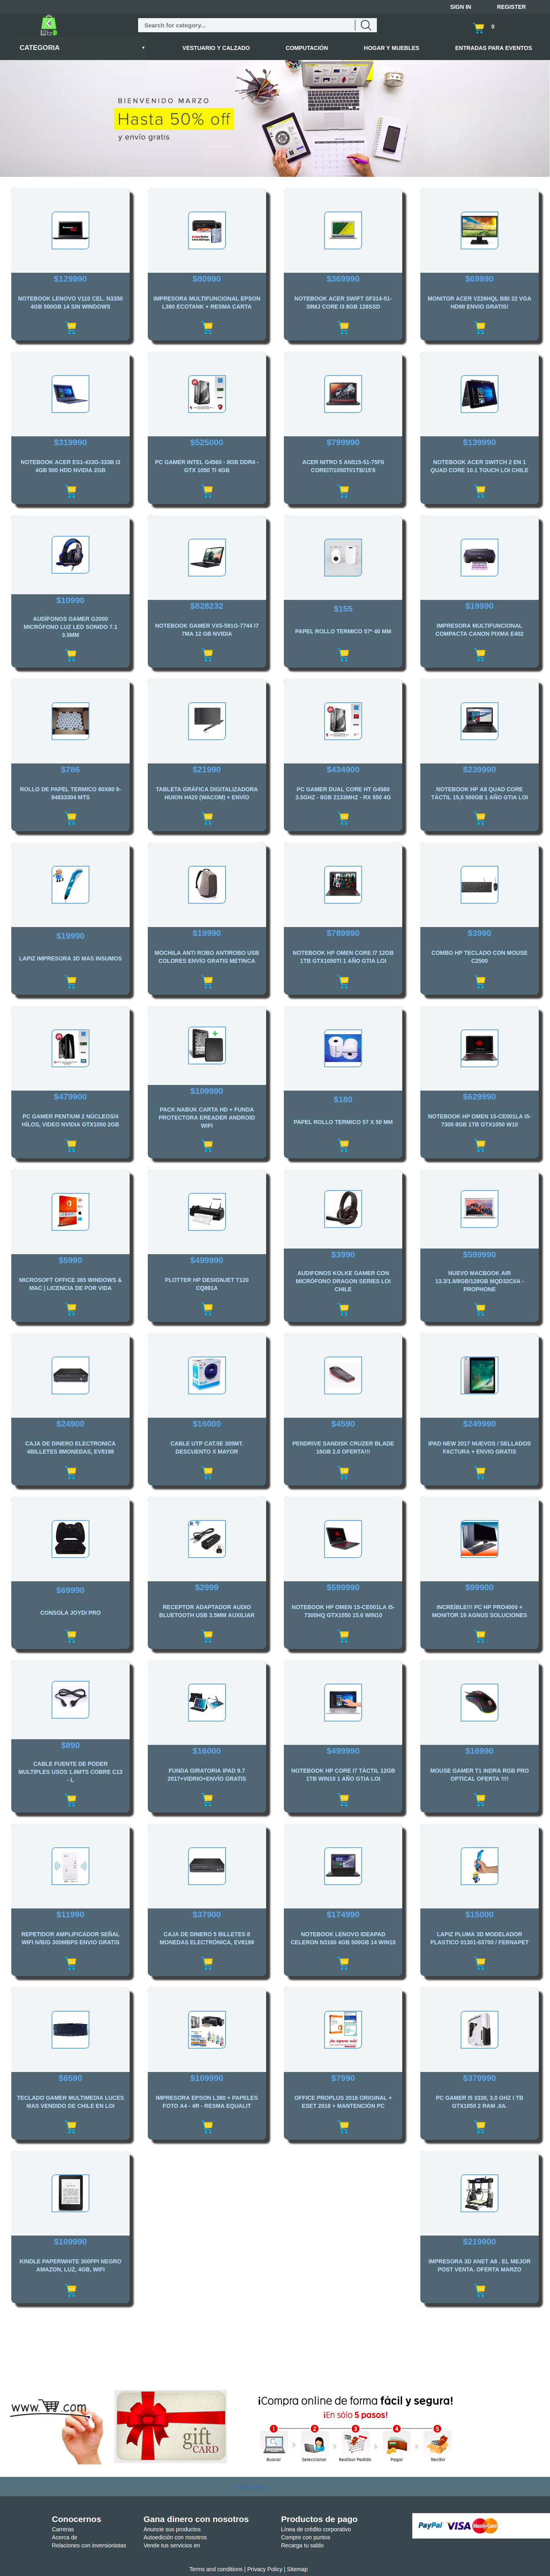 SIGN IN
REGISTER
Search for category...
0
CATEGORIA
VESTUARIO Y CALZADO
COMPUTACIÓN
HOGAR Y MUEBLES
ENTRADAS PARA EVENTOS
BIENVENIDO MARZO
Hasta 50% off
y envío gratis
$129990
NOTEBOOK LENOVO V110 CEL. N3350
4GB 500GB 14 SIN WINDOWS
$80990
IMPRESORA MULTIFUNCIONAL EPSON
L380 ECOTANK + RESMA CARTA
$369990
NOTEBOOK ACER SWIFT SF314-51-
39MJ CORE I3 8GB 128SSD
$69990
MONITOR ACER V226HQL BBI 22 VGA
HDMI ENVIO GRATIS!
$319990
NOTEBOOK ACER ES1-433G-333B I3
4GB 500 HDD NVIDIA 2GB
$525000
PC GAMER INTEL G4560 - 8GB DDR4 -
GTX 1050 TI 4GB
$799990
ACER NITRO 5 AN515-51-75F0
COREI7/1050TI/1TB/15'6
$139990
NOTEBOOK ACER SWITCH 2 EN 1
QUAD CORE 10.1 TOUCH LOI CHILE
$10990
AUDÍFONOS GAMER G2000
MICRÓFONO LUZ LED SONIDO 7.1
3.5MM
$828232
NOTEBOOK GAMER VX5-591G-7744 I7
7MA 12 GB NVIDIA
$155
PAPEL ROLLO TERMICO 57* 40 MM
$19990
IMPRESORA MULTIFUNCIONAL
COMPACTA CANON PIXMA E402
$786
ROLLO DE PAPEL TERMICO 80X80 9-
94833304 MTS
$21990
TABLETA GRÁFICA DIGITALIZADORA
HUION H420 (WACOM) + ENVÍO
$434900
PC GAMER DUAL CORE HT G4560
3.5GHZ - 8GB 2133MHZ - RX 550 4G
$239990
NOTEBOOK HP A8 QUAD CORE
TÁCTIL 15,6 500GB 1 AÑO GTIA LOI
$19990
LAPIZ IMPRESORA 3D MAS INSUMOS
$19990
MOCHILA ANTI ROBO ANTIROBO USB
COLORES ENVÍO GRATIS METINCA
$789990
NOTEBOOK HP OMEN CORE I7 12GB
1TB GTX1050TI 1 AÑO GTIA LOI
$3990
COMBO HP TECLADO CON MOUSE
C2500
$479900
PC GAMER PENTIUM 2 NÚCLEOS/4
HÍLOS, VIDEO NVIDIA GTX1050 2GB
$109990
PACK NABUK CARTA HD + FUNDA
PROTECTORA EREADER ANDROID
WIFI
$180
PAPEL ROLLO TERMICO 57 X 50 MM
$629990
NOTEBOOK HP OMEN 15-CE001LA I5-
7300 8GB 1TB GTX1050 W10
$5990
MICROSOFT OFFICE 365 WINDOWS &
MAC | LICENCIA DE POR VIDA
$499990
PLOTTER HP DESIGNJET T120
CQ891A
$3990
AUDIFONOS KOLKE GAMER CON
MICRÓFONO DRAGON SERIES LOI
CHILE
$599990
NUEVO MACBOOK AIR
13.3/1.8/8GB/128GB MQD32CI/A -
PROPHONE
$24900
CAJA DE DINERO ELECTRONICA
4BILLETES 8MONEDAS, EV8198
$16000
CABLE UTP CAT.5E 305MT.
DESCUENTO X MAYOR
$4590
PENDRIVE SANDISK CRUZER BLADE
16GB 2.0 OFERTA!!!
$249990
IPAD NEW 2017 NUEVOS / SELLADOS
FACTURA + ENVIO GRATIS
$69990
CONSOLA JOYDI PRO
$2999
RECEPTOR ADAPTADOR AUDIO
BLUETOOTH USB 3.5MM AUXILIAR
$599990
NOTEBOOK HP OMEN 15-CE001LA I5-
7300HQ GTX1050 15.6 WIN10
$99900
INCREÍBLE!!! PC HP PRO4000 +
MONITOR 19 AGNUS SOLUCIONES
$890
CABLE FUENTE DE PODER
MULTIPLES USOS 1.8MTS COBRE C13
- L
$16000
FUNDA GIRATORIA IPAD 9.7
2017+VIDRIO+ENVÍO GRATIS
$499990
NOTEBOOK HP CORE I7 TÁCTIL 12GB
1TB WIN10 1 AÑO GTIA LOI
$16990
MOUSE GAMER T1 INDRA RGB PRO
OPTICAL OFERTA !!!!
$11990
REPETIDOR AMPLIFICADOR SEÑAL
WIFI N/B/G 300MBPS ENVIO GRATIS
$37900
CAJA DE DINERO 5 BILLETES 8
MONEDAS ELECTRÓNICA, EV8199
$174990
NOTEBOOK LENOVO IDEAPAD
CELERON N3160 4GB 500GB 14 WIN10
$15000
LÁPIZ PLUMA 3D MODELADOR
PLASTICO 01301-63700 / FERNAPET
$6590
TECLADO GAMER MULTIMEDIA LUCES
MAS VENDIDO DE CHILE EN LOI
$109990
IMPRESORA EPSON L380 + PAPELES
FOTO A4 - 4R - RESMA EQUALIT
$7990
OFFICE PROPLUS 2016 ORIGINAL +
ESET 2018 + MANTENCIÓN PC
$379990
PC GAMER I5 3330, 3,0 GHZ I TB
GTX1050 2 RAM .8A.
$109990
KINDLE PAPERWHITE 300PPI NEGRO
AMAZON, LUZ, 4GB, WIFI
$219900
IMPRESORA 3D ANET A8 . EL MEJOR
POST VENTA. OFERTA MARZO
www. .com
gift
CARD
¡Compra online de forma fácil y segura!
¡En sólo 5 pasos!
1 2 3 4 5
Buscar Seleccionar Realizar Pedido Pagar Recibir
Conocernos
Carreras
Acerca de
Relaciones con inversionistas
Gana dinero con nosotros
Anuncie sus productos
Autoedición con nosotros
Vende tus servicios en
Productos de pago
Línea de crédito corporativo
Compre con puntos
Recarga tu saldo
PayPal VISA MasterCard
Terms and conditions | Privacy Policy | Sitemap